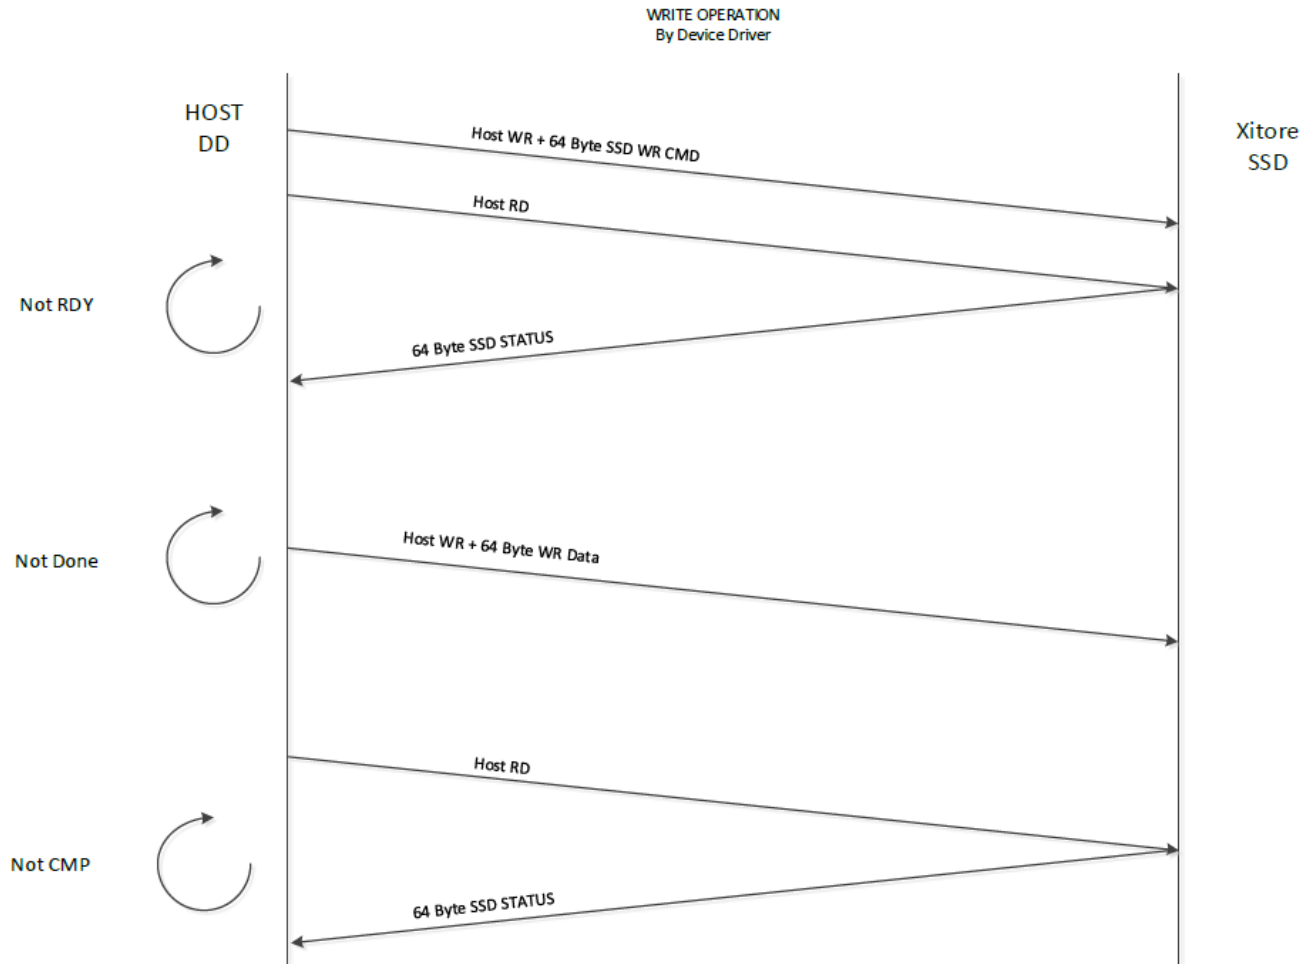 WRITE OPERATION
By Device Driver
HOST
DD
Xitore
SSD
Host WR + 64 Byte SSD WR CMD
Host RD
Not RDY
64 Byte SSD STATUS
Host WR + 64 Byte WR Data
Not Done
Host RD
Not CMP
64 Byte SSD STATUS